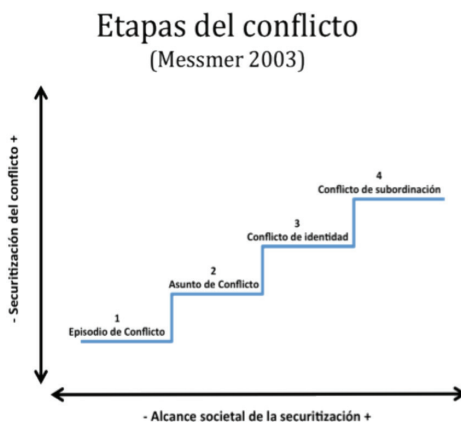 Etapas del conflicto
(Messmer 2003)
- Securitización del conflicto +
4
Conflicto de subordinación
3
Conflicto de identidad
2
Asunto de Conflicto
1
Episodio de Conflicto
- Alcance societal de la securitización +